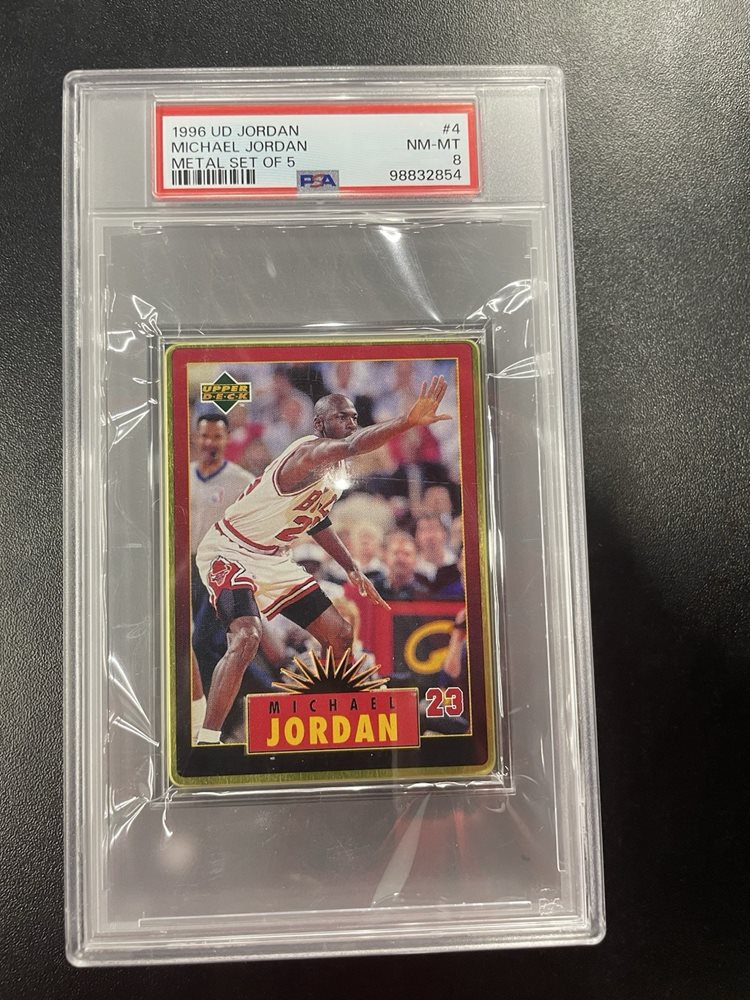 1996 UD JORDAN #4
MICHAEL JORDAN NM-MT
METAL SET OF 5 8
PSA 98832854
UPPER
DECK
MICHAEL
JORDAN
23